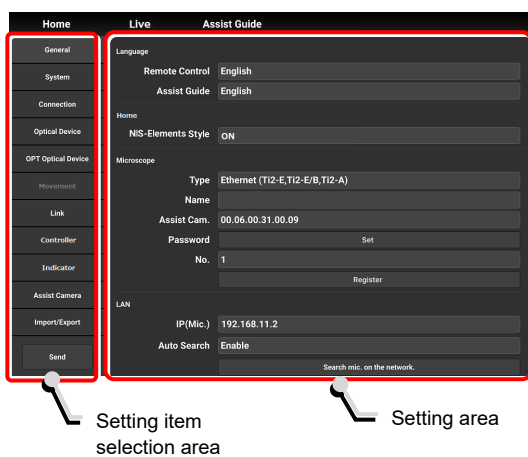 Home Live Assist Guide
General
System
Connection
Optical Device
OPT Optical Device
Movement
Link
Controller
Indicator
Assist Camera
Import/Export
Send
Language
Remote Control English
Assist Guide English
Home
NIS-Elements Style ON
Microscope
Type Ethernet (Ti2-E,Ti2-E/B,Ti2-A)
Name
Assist Cam. 00.06.00.31.00.09
Password Set
No. 1
Register
LAN
IP(Mic.) 192.168.11.2
Auto Search Enable
Search mic. on the network.
Setting item
selection area
Setting area